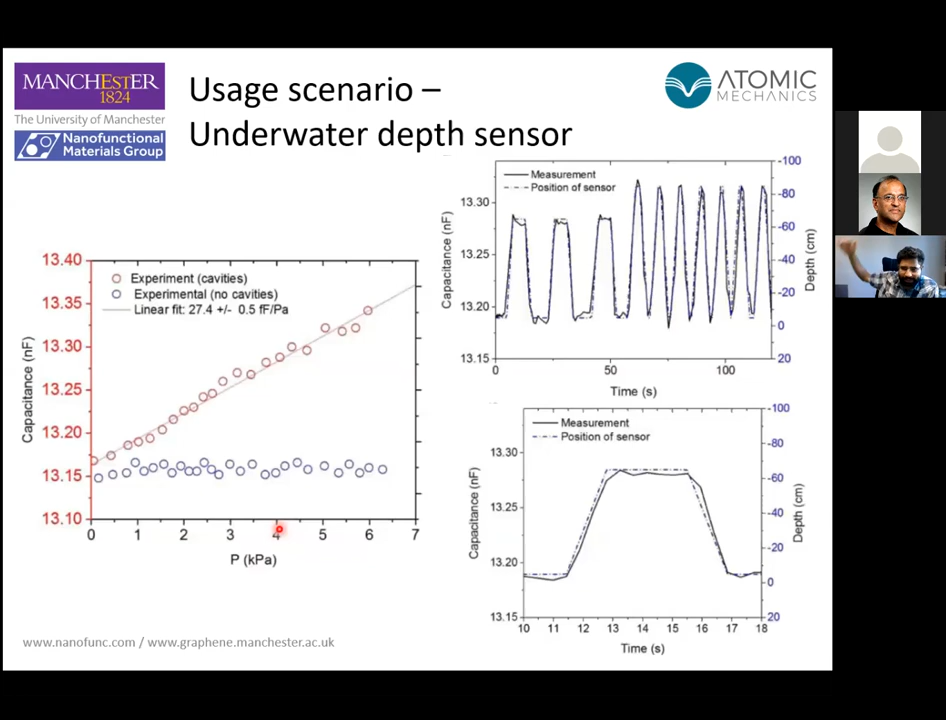 MANCHESTER
1824
The University of Manchester
Nanofunctional
Materials Group
Usage scenario –
Underwater depth sensor
ATOMIC
MECHANICS
13.40
13.35
13.30
13.25
13.20
13.15
13.10
Capacitance (nF)
Experiment (cavities)
Experimental (no cavities)
Linear fit: 27.4 +/- 0.5 fF/Pa
0 1 2 3 4 5 6 7
P (kPa)
Measurement
Position of sensor
13.30
13.25
13.20
13.15
Capacitance (nF)
-100
-80
-60
-40
-20
0
20
Depth (cm)
0 50 100
Time (s)
Measurement
Position of sensor
13.30
13.25
13.20
13.15
Capacitance (nF)
-100
-80
-60
-40
-20
0
20
Depth (cm)
10 11 12 13 14 15 16 17 18
Time (s)
www.nanofunc.com / www.graphene.manchester.ac.uk